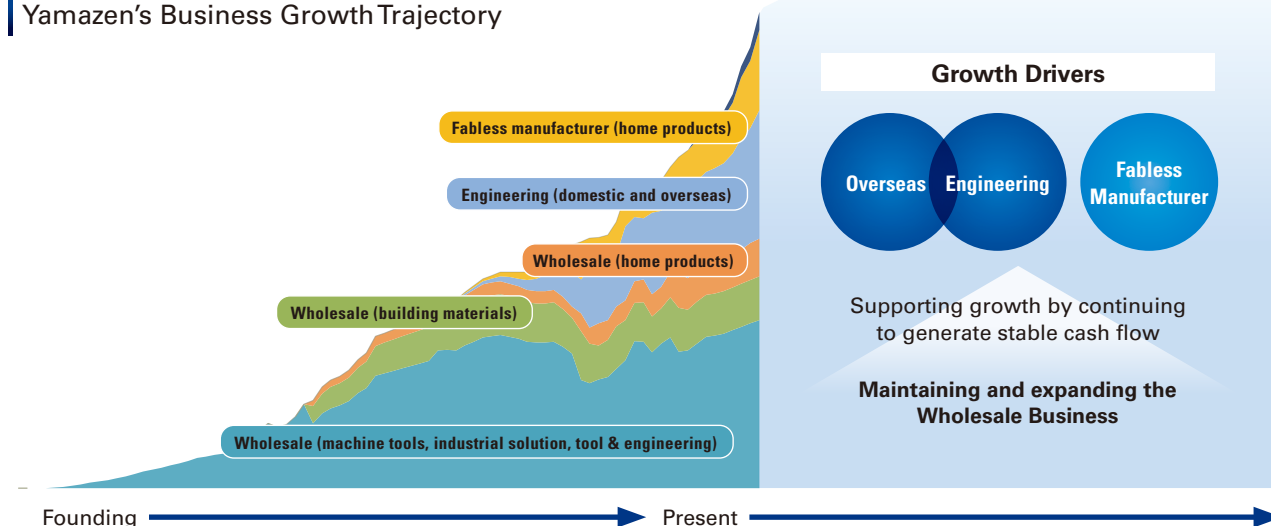 Yamazen's Business Growth Trajectory
Fabless manufacturer (home products)
Engineering (domestic and overseas)
Wholesale (home products)
Wholesale (building materials)
Wholesale (machine tools, industrial solution, tool & engineering)
Growth Drivers
Overseas
Engineering
Fabless
Manufacturer
Supporting growth by continuing
to generate stable cash flow
Maintaining and expanding the
Wholesale Business
Founding
Present